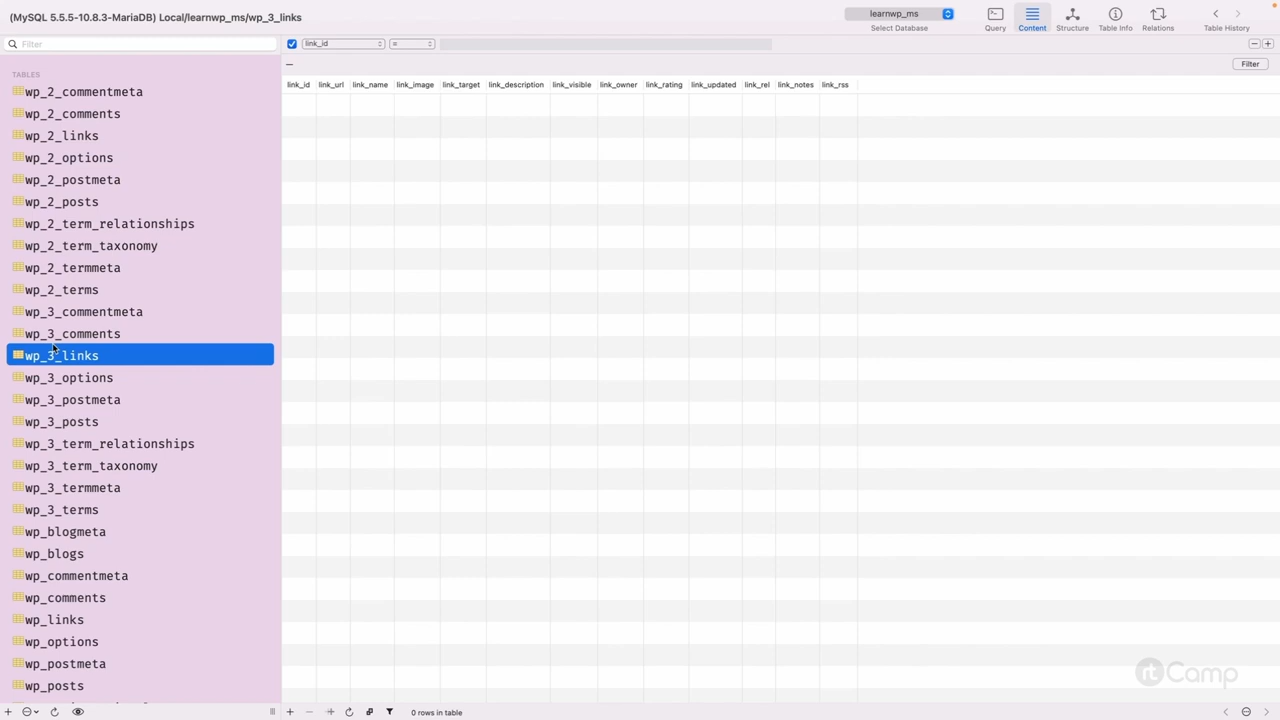 (MySQL 5.5.5-10.8.3-MariaDB) Local/learnwp_ms/wp_3_links
learnwp_ms
Select Database
Query
Content
Structure
Table Info
Relations
Table History
Filter
link_id
=
Filter
TABLES
wp_2_commentmeta
wp_2_comments
wp_2_links
wp_2_options
wp_2_postmeta
wp_2_posts
wp_2_term_relationships
wp_2_term_taxonomy
wp_2_termmeta
wp_2_terms
wp_3_commentmeta
wp_3_comments
wp_3_links
wp_3_options
wp_3_postmeta
wp_3_posts
wp_3_term_relationships
wp_3_term_taxonomy
wp_3_termmeta
wp_3_terms
wp_blogmeta
wp_blogs
wp_commentmeta
wp_comments
wp_links
wp_options
wp_postmeta
wp_posts
link_id link_url link_name link_image link_target link_description link_visible link_owner link_rating link_updated link_rel link_notes link_rss
rtCamp
0 rows in table